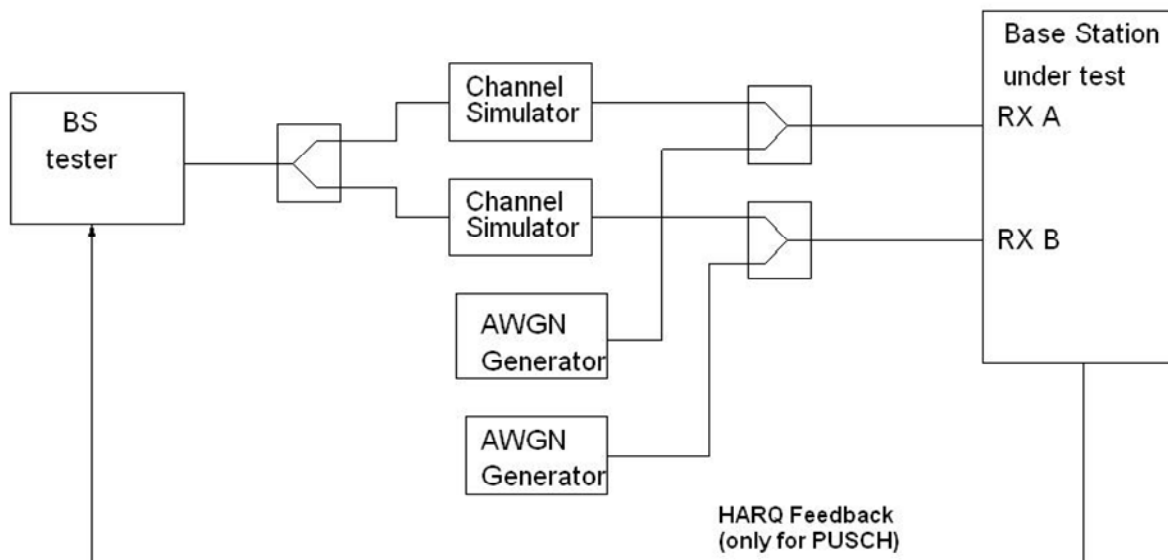 BS
tester
Channel
Simulator
Channel
Simulator
AWGN
Generator
AWGN
Generator
Base Station
under test
RX A
RX B
HARQ Feedback
(only for PUSCH)